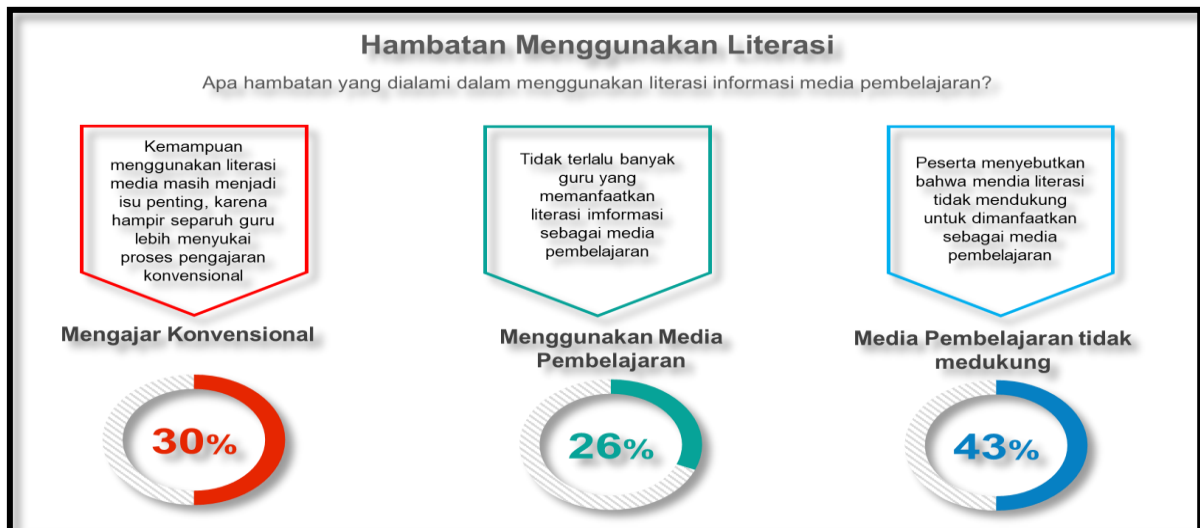 Hambatan Menggunakan Literasi
Apa hambatan yang dialami dalam menggunakan literasi informasi media pembelajaran?
Kemampuan
menggunakan literasi
media masih menjadi
isu penting, karena
hampir separuh guru
lebih menyukai
proses pengajaran
konvensional
Mengajar Konvensional
30%
Tidak terlalu banyak
guru yang
memanfaatkan
literasi imformasi
sebagai media
pembelajaran
Menggunakan Media
Pembelajaran
26%
Peserta menyebutkan
bahwa mendia literasi
tidak mendukung
untuk dimanfaatkan
sebagai media
pembelajaran
Media Pembelajaran tidak
medukung
43%